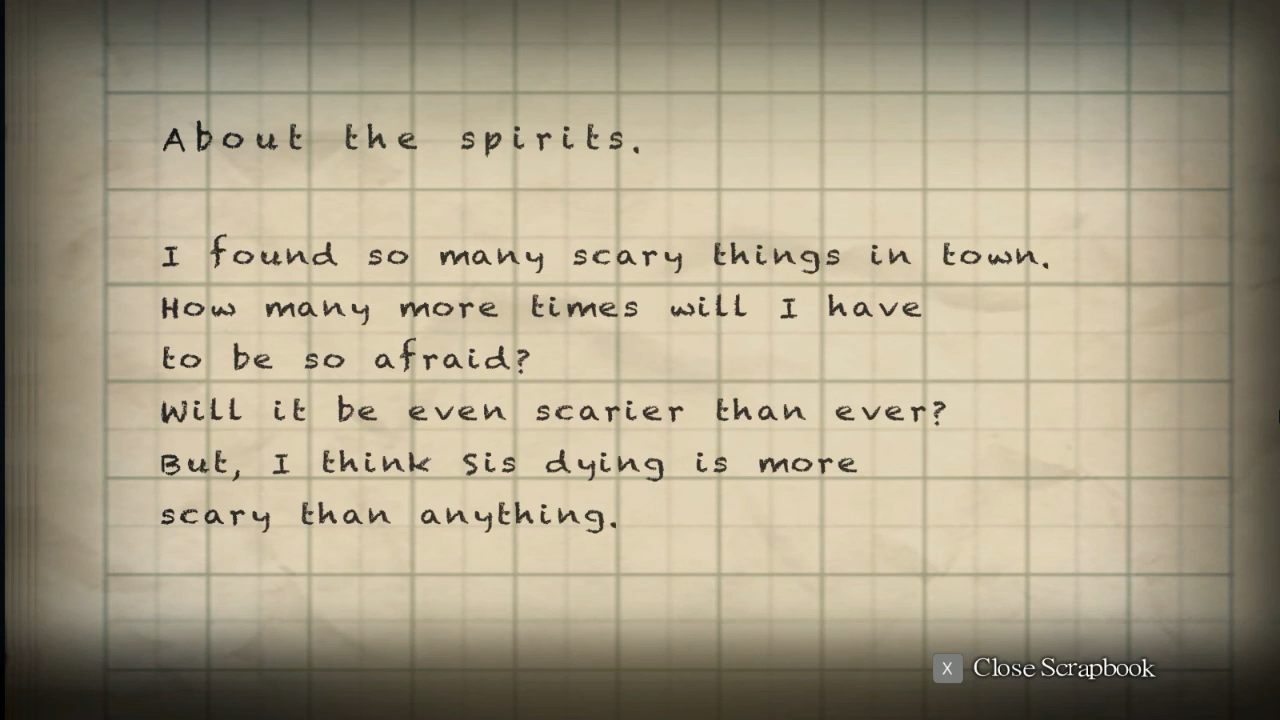 About the spirits.
I found so many scary things in town.
How many more times will I have
to be so afraid?
Will it be even scarier than ever?
But, I think Sis dying is more
scary than anything.
X Close Scrapbook